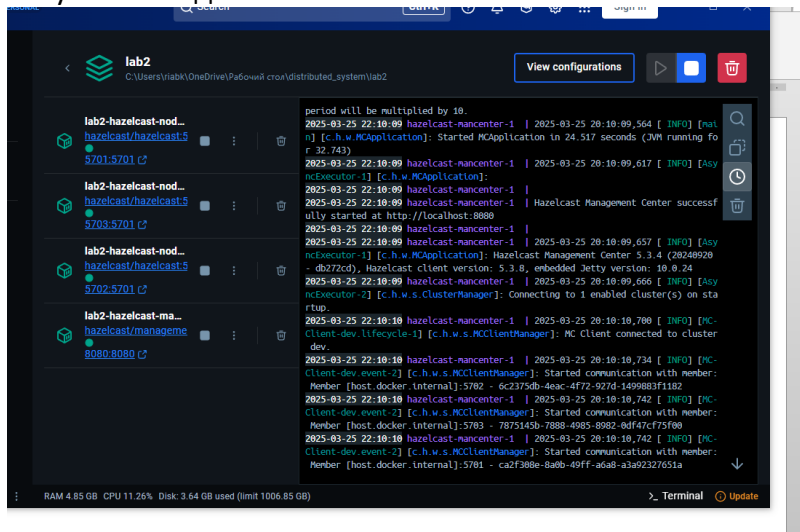 Search
Ctrl+K
Sign in
lab2
C:\Users\riabk\OneDrive\Рабочий стол\distributed_system\lab2
View configurations
lab2-hazelcast-nod...
hazelcast/hazelcast:5
5701:5701
lab2-hazelcast-nod...
hazelcast/hazelcast:5
5703:5701
lab2-hazelcast-nod...
hazelcast/hazelcast:5
5702:5701
lab2-hazelcast-ma...
hazelcast/manageme
8080:8080
period will be multiplied by 10.
2025-03-25 22:10:09 hazelcast-mancenter-1 | 2025-03-25 20:10:09,564 [ INFO] [mai
n] [c.h.w.MCApplication]: Started MCApplication in 24.517 seconds (JVM running fo
r 32.743)
2025-03-25 22:10:09 hazelcast-mancenter-1 | 2025-03-25 20:10:09,617 [ INFO] [Asy
ncExecutor-1] [c.h.w.MCApplication]:
2025-03-25 22:10:09 hazelcast-mancenter-1 |
2025-03-25 22:10:09 hazelcast-mancenter-1 | Hazelcast Management Center successf
ully started at http://localhost:8080
2025-03-25 22:10:09 hazelcast-mancenter-1 |
2025-03-25 22:10:09 hazelcast-mancenter-1 | 2025-03-25 20:10:09,657 [ INFO] [Asy
ncExecutor-1] [c.h.w.MCApplication]: Hazelcast Management Center 5.3.4 (20240920
- db272cd), Hazelcast client version: 5.3.8, embedded Jetty version: 10.0.24
2025-03-25 22:10:09 hazelcast-mancenter-1 | 2025-03-25 20:10:09,666 [ INFO] [Asy
ncExecutor-2] [c.h.w.s.ClusterManager]: Connecting to 1 enabled cluster(s) on sta
rtup.
2025-03-25 22:10:10 hazelcast-mancenter-1 | 2025-03-25 20:10:10,700 [ INFO] [MC-
Client-dev.lifecycle-1] [c.h.w.s.MCClientManager]: MC Client connected to cluster
dev.
2025-03-25 22:10:10 hazelcast-mancenter-1 | 2025-03-25 20:10:10,734 [ INFO] [MC-
Client-dev.event-2] [c.h.w.s.MCClientManager]: Started communication with member:
Member [host.docker.internal]:5702 - 6c2375db-4eac-4f72-927d-1499883f1182
2025-03-25 22:10:10 hazelcast-mancenter-1 | 2025-03-25 20:10:10,742 [ INFO] [MC-
Client-dev.event-2] [c.h.w.s.MCClientManager]: Started communication with member:
Member [host.docker.internal]:5703 - 7875145b-7888-4985-8982-0df47cf75f00
2025-03-25 22:10:10 hazelcast-mancenter-1 | 2025-03-25 20:10:10,742 [ INFO] [MC-
Client-dev.event-2] [c.h.w.s.MCClientManager]: Started communication with member:
Member [host.docker.internal]:5701 - ca2f308e-8a0b-49ff-a6a8-a3a92327651a
RAM 4.85 GB CPU 11.26% Disk: 3.64 GB used (limit 1006.85 GB)
>_ Terminal
Update